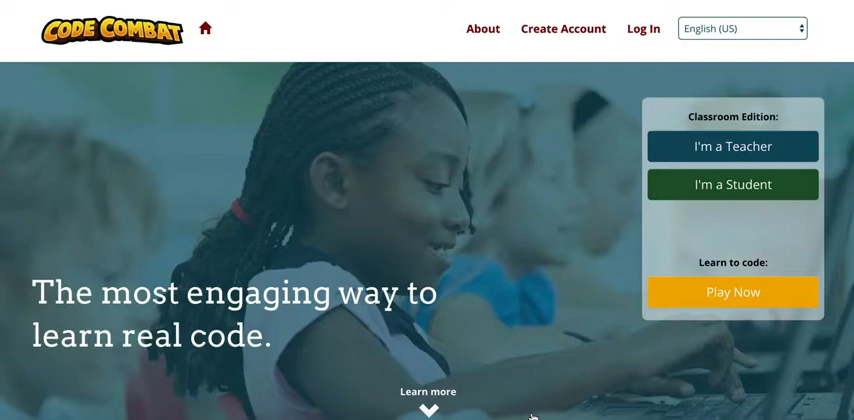 CODE COMBAT
About
Create Account
Log In
English (US)
Classroom Edition:
I'm a Teacher
I'm a Student
Learn to code:
Play Now
The most engaging way to
learn real code.
Learn more